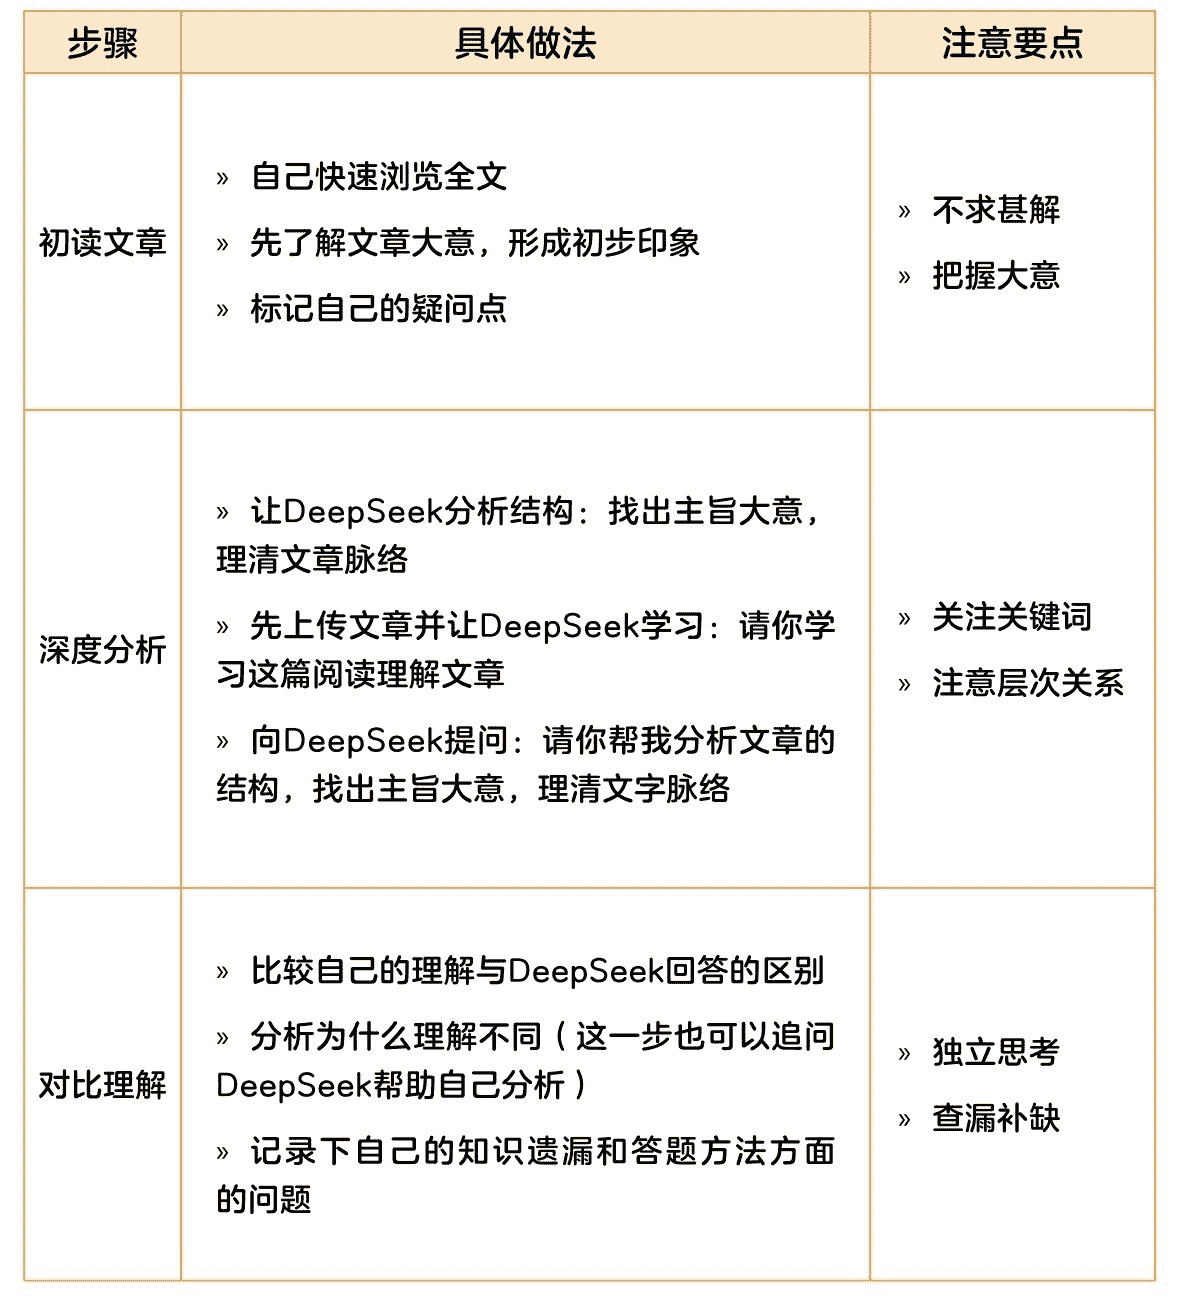 步骤 具体做法 注意要点
初读文章
» 自己快速浏览全文
» 先了解文章大意，形成初步印象
» 标记自己的疑问点
» 不求甚解
» 把握大意
深度分析
» 让DeepSeek分析结构：找出主旨大意，
理清文章脉络
» 先上传文章并让DeepSeek学习：请你学
习这篇阅读理解文章
» 向DeepSeek提问：请你帮我分析文章的
结构，找出主旨大意，理清文字脉络
» 关注关键词
» 注意层次关系
对比理解
» 比较自己的理解与DeepSeek回答的区别
» 分析为什么理解不同（这一步也可以追问
DeepSeek帮助自己分析）
» 记录下自己的知识遗漏和答题方法方面
的问题
» 独立思考
» 查漏补缺